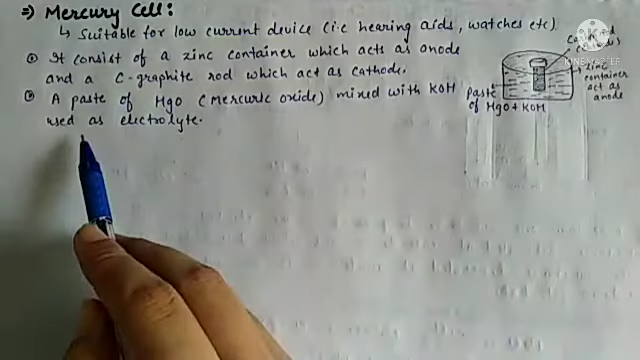 ⇒ Mercury Cell:
↳ Suitable for low current device (i.e hearing aids, watches etc).
① It consist of a zinc container which acts as anode
and a C-graphite rod which act as cathode.
② A paste of HgO (Mercuric oxide) mixed with KOH
used as electrolyte.
zinc
container
act as
anode
paste
of HgO + KOH
KINEMASTER